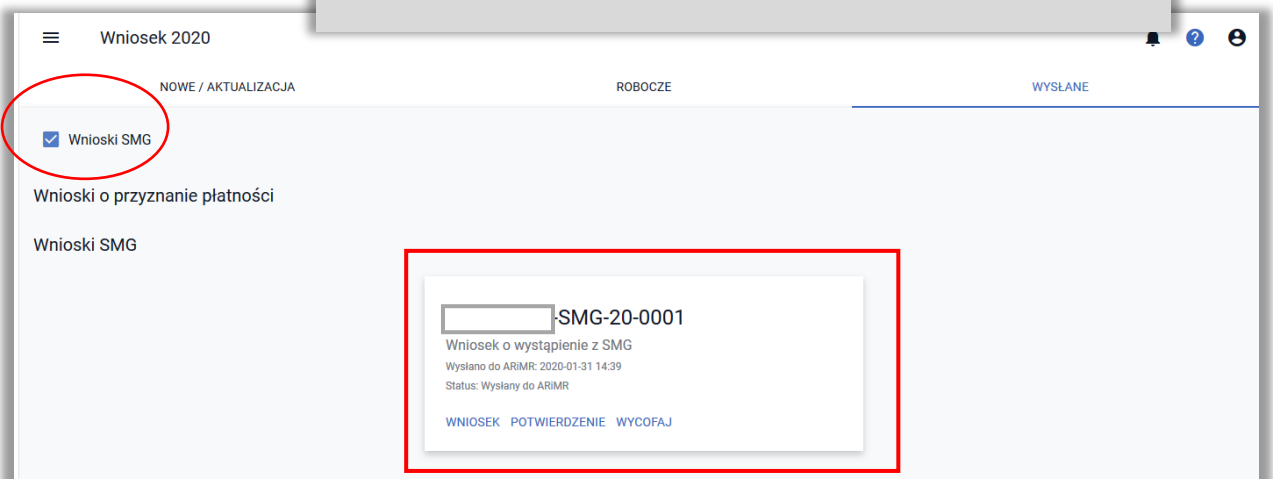 Wniosek 2020
?
NOWE / AKTUALIZACJA
ROBOCZE
WYSŁANE
Wnioski SMG
Wnioski o przyznanie płatności
Wnioski SMG
-SMG-20-0001
Wniosek o wystąpienie z SMG
Wysłano do ARiMR: 2020-01-31 14:39
Status: Wysłany do ARiMR
WNIOSEK POTWIERDZENIE WYCOFAJ